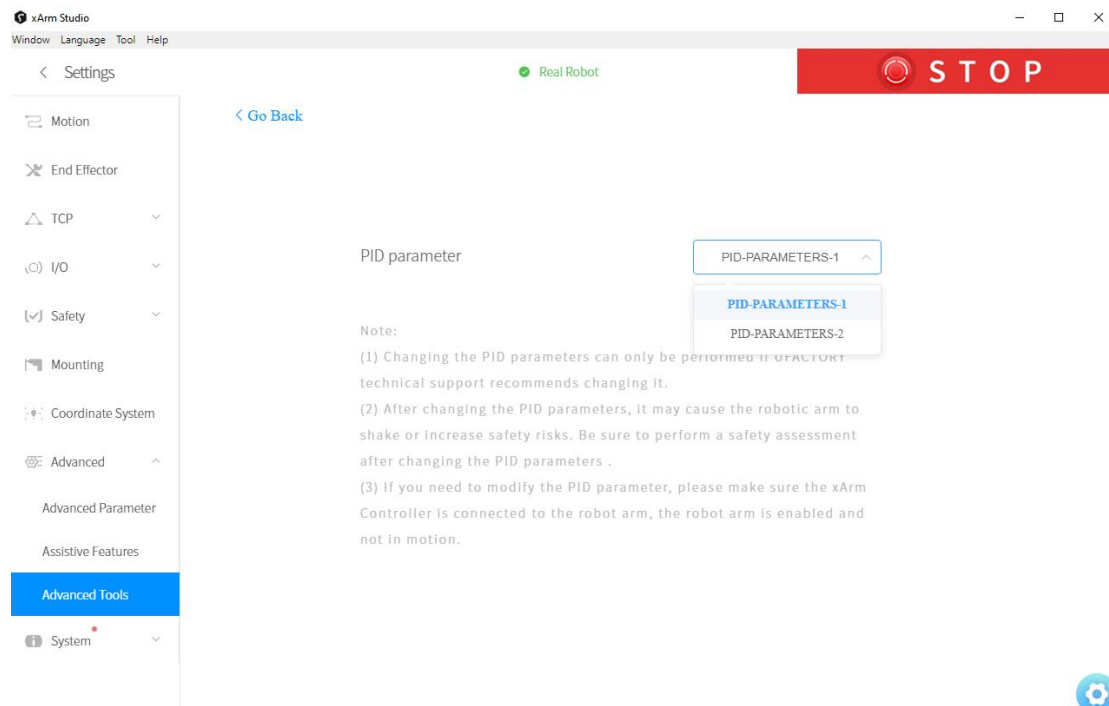 xArm Studio
Window Language Tool Help
Settings
Real Robot
STOP
Motion
Go Back
End Effector
TCP
I/O
Safety
Mounting
Coordinate System
Advanced
Advanced Parameter
Assistive Features
Advanced Tools
System
PID parameter
PID-PARAMETERS-1
PID-PARAMETERS-1
PID-PARAMETERS-2
Note:
(1) Changing the PID parameters can only be performed if UFACTORY
technical support recommends changing it.
(2) After changing the PID parameters, it may cause the robotic arm to
shake or increase safety risks. Be sure to perform a safety assessment
after changing the PID parameters .
(3) If you need to modify the PID parameter, please make sure the xArm
Controller is connected to the robot arm, the robot arm is enabled and
not in motion.